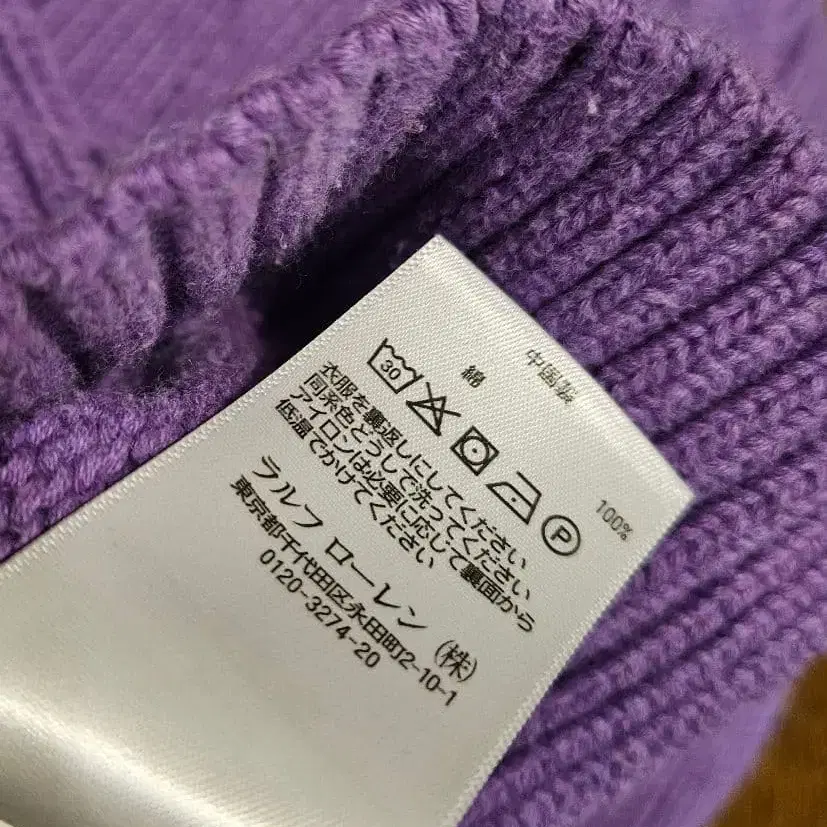 中国製
綿 100%
30
P
衣服を裏返しにしてください
同系色どうしで洗ってください
アイロンは必要に応じて裏面から
低温でかけてください
ラルフ ローレン (株)
東京都千代田区永田町2-10-1
0120-3274-20